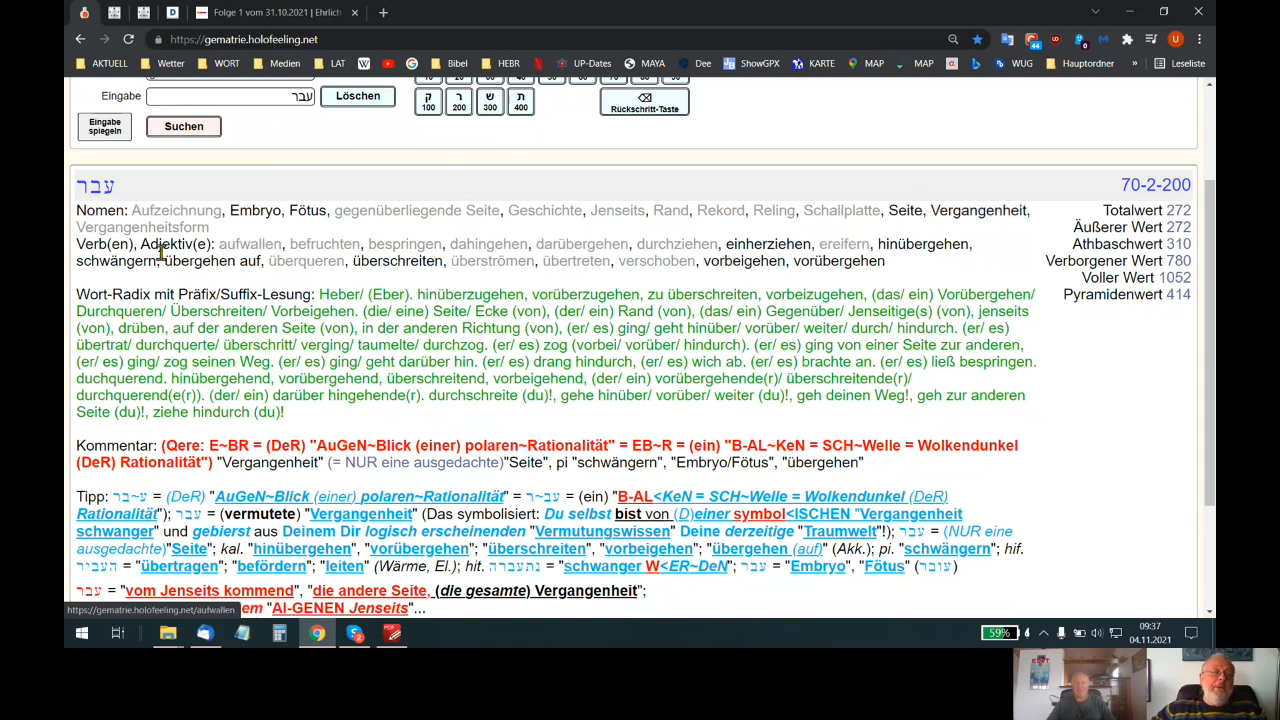 Folge 1 vom 31.10.2021 | Ehrlich
https://gematrie.holofeeling.net
AKTUELL Wetter WORT Medien LAT Bibel HEBR UP-Dates MAYA Dee ShowGPX KARTE MAP MAP WUG Hauptordner Leseliste
44 0 U
Eingabe עבר Löschen ק 100 ר 200 ש 300 ת 400 Rückschritt-Taste
Eingabe spiegeln Suchen
עבר 70-2-200
Nomen: Aufzeichnung, Embryo, Fötus, gegenüberliegende Seite, Geschichte, Jenseits, Rand, Rekord, Reling, Schallplatte, Seite, Vergangenheit, Totalwert 272
Vergangenheitsform Äußerer Wert 272
Verb(en), Adjektiv(e): aufwallen, befruchten, bespringen, dahingehen, darübergehen, durchziehen, einherziehen, ereifern, hinübergehen, Athbaschwert 310
schwängern, übergehen auf, überqueren, überschreiten, überströmen, übertreten, verschoben, vorbeigehen, vorübergehen Verborgener Wert 780
Voller Wert 1052
Wort-Radix mit Präfix/Suffix-Lesung: Heber/ (Eber). hinüberzugehen, vorüberzugehen, zu überschreiten, vorbeizugehen, (das/ ein) Vorübergehen/ Pyramidenwert 414
Durchqueren/ Überschreiten/ Vorbeigehen. (die/ eine) Seite/ Ecke (von), (der/ ein) Rand (von), (das/ ein) Gegenüber/ Jenseitige(s) (von), jenseits
(von), drüben, auf der anderen Seite (von), in der anderen Richtung (von), (er/ es) ging/ geht hinüber/ vorüber/ weiter/ durch/ hindurch. (er/ es)
übertrat/ durchquerte/ überschritt/ verging/ taumelte/ durchzog. (er/ es) zog (vorbei/ vorüber/ hindurch). (er/ es) ging von einer Seite zur anderen,
(er/ es) ging/ zog seinen Weg. (er/ es) ging/ geht darüber hin. (er/ es) drang hindurch, (er/ es) wich ab. (er/ es) brachte an. (er/ es) ließ bespringen.
duchquerend. hinübergehend, vorübergehend, überschreitend, vorbeigehend, (der/ ein) vorübergehende(r)/ überschreitende(r)/
durchquerend(e(r)). (der/ ein) darüber hingehende(r). durchschreite (du)!, gehe hinüber/ vorüber/ weiter (du)!, geh deinen Weg!, geh zur anderen
Seite (du)!, ziehe hindurch (du)!
Kommentar: (Qere: E~BR = (DeR) "AuGeN~Blick (einer) polaren~Rationalität" = EB~R = (ein) "B-AL~KeN = SCH~Welle = Wolkendunkel
(DeR) Rationalität") "Vergangenheit" (= NUR eine ausgedachte)"Seite", pi "schwängern", "Embryo/Fötus", "übergehen"
Tipp: ע~בר = (DeR) "AuGeN~Blick (einer) polaren~Rationalität" = עב~ר = (ein) "B-AL<KeN = SCH~Welle = Wolkendunkel (DeR)
Rationalität"); עבר = (vermutete) "Vergangenheit" (Das symbolisiert: Du selbst bist von (D)einer symbol<ISCHEN "Vergangenheit
schwanger" und gebierst aus Deinem Dir logisch erscheinenden "Vermutungswissen" Deine derzeitige "Traumwelt"!); עבר = (NUR eine
ausgedachte)"Seite"; kal. "hinübergehen", "vorübergehen"; "überschreiten"; "vorbeigehen"; "übergehen (auf)" (Akk.); pi. "schwängern"; hif.
העביר = "übertragen"; "befördern"; "leiten" (Wärme, El.); hit. נתעברה = "schwanger W<ER~DeN"; עבר = "Embryo", "Fötus" (עובר)
עבר = "vom Jenseits kommend", "die andere Seite, (die gesamte) Vergangenheit";
https://gematrie.holofeeling.net/aufwallen em "AI-GENEN Jenseits"...
59% 09:37
04.11.2021